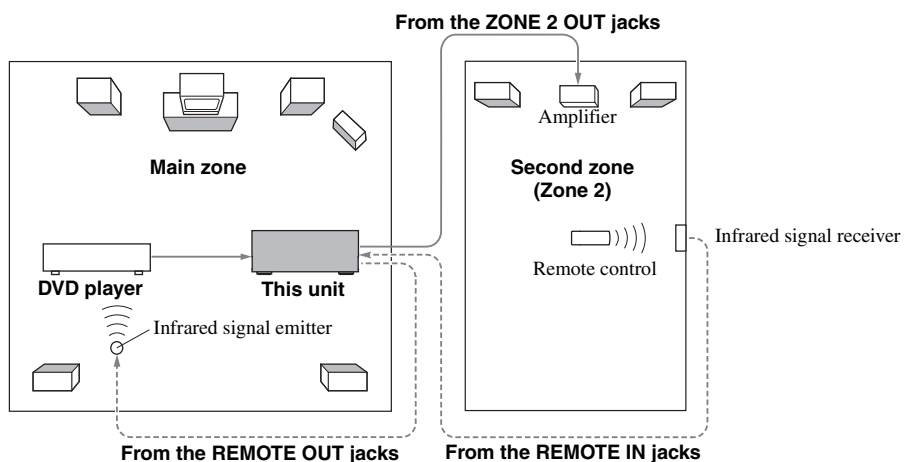 From the ZONE 2 OUT jacks
Amplifier
Main zone
Second zone
(Zone 2)
Infrared signal receiver
Remote control
DVD player
This unit
Infrared signal emitter
From the REMOTE OUT jacks
From the REMOTE IN jacks